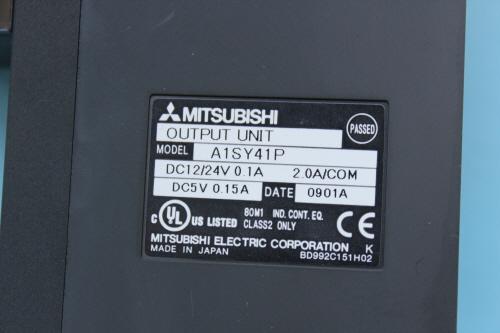 MITSUBISHI
OUTPUT UNIT
PASSED
MODEL A1SY41P
DC12/24V 0.1A 2.0A/COM
DC5V 0.15A DATE 0901A
C UL US LISTED 80M1 IND. CONT. EQ. CLASS2 ONLY CE
MITSUBISHI ELECTRIC CORPORATION K
MADE IN JAPAN BD992C151H02